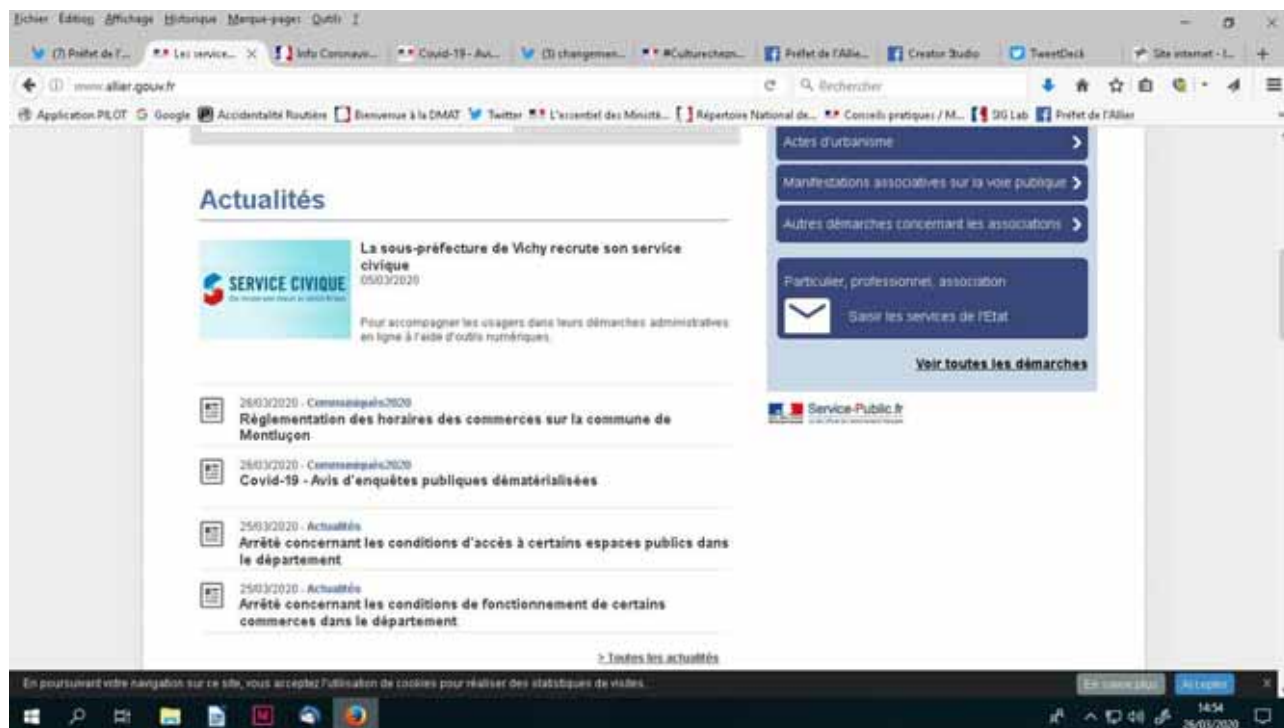 Fichier Édition Affichage Historique Marque-pages Outils ?
(7) Préfet de l'... Les service... Info Coronavi... Covid-19 - Avi... (3) changemen... #Culturechezn... Préfet de l'Allie... Creator Studio TweetDeck Site internet - L...
www.allier.gouv.fr Rechercher
Application PILOT Google Accidentalité Routière Bienvenue à la DMAT Twitter L'essentiel des Ministè... Répertoire National de... Conseils pratiques / M... SIG Lab Préfet de l'Allier
Actes d'urbanisme
Manifestations associatives sur la voie publique
Autres démarches concernant les associations
Particulier, professionnel, association
Saisir les services de l'Etat
Voir toutes les démarches
Service-Public.fr
Actualités
SERVICE CIVIQUE
La sous-préfecture de Vichy recrute son service
civique
05/03/2020
Pour accompagner les usagers dans leurs démarches administratives
en ligne à l'aide d'outils numériques.
26/03/2020 - Communiqués2020
Règlementation des horaires des commerces sur la commune de
Montluçon
26/03/2020 - Communiqués2020
Covid-19 - Avis d'enquêtes publiques dématérialisées
25/03/2020 - Actualités
Arrêté concernant les conditions d'accès à certains espaces publics dans
le département
25/03/2020 - Actualités
Arrêté concernant les conditions de fonctionnement de certains
commerces dans le département
> Toutes les actualités
En poursuivant votre navigation sur ce site, vous acceptez l'utilisation de cookies pour réaliser des statistiques de visites.
En savoir plus Accepter X
14:54
26/03/2020